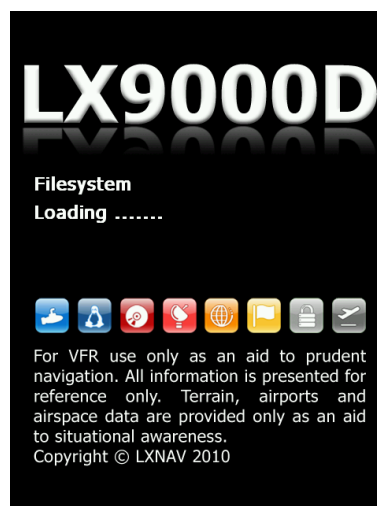 LX9000D
Filesystem
Loading .......
For VFR use only as an aid to prudent
navigation. All information is presented for
reference only. Terrain, airports and
airspace data are provided only as an aid
to situational awareness.
Copyright © LXNAV 2010